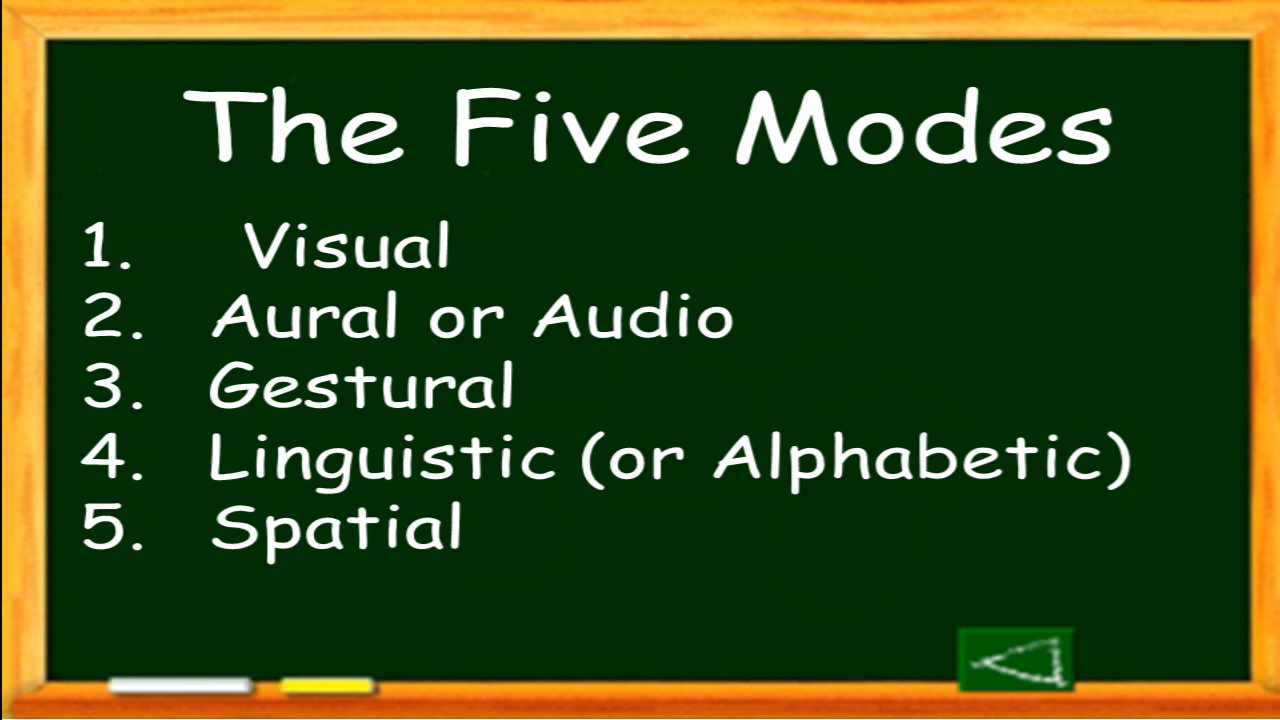 The Five Modes
1. Visual
2. Aural or Audio
3. Gestural
4. Linguistic (or Alphabetic)
5. Spatial